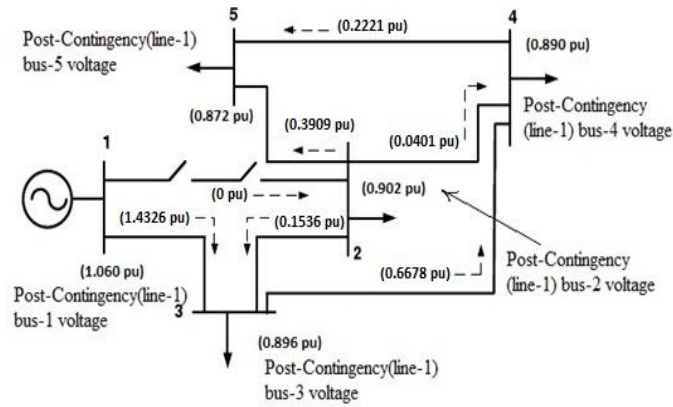 5
4
(0.2221 pu)
(0.890 pu)
Post-Contingency(line-1)
bus-5 voltage
(0.872 pu)
(0.3909 pu)
(0.0401 pu)
Post-Contingency
(line-1) bus-4 voltage
1
(0 pu)
(0.902 pu)
(1.4326 pu)
(0.1536 pu)
2
(1.060 pu)
Post-Contingency(line-1)
bus-1 voltage
(0.6678 pu)
Post-Contingency
(line-1) bus-2 voltage
3
(0.896 pu)
Post-Contingency(line-1)
bus-3 voltage